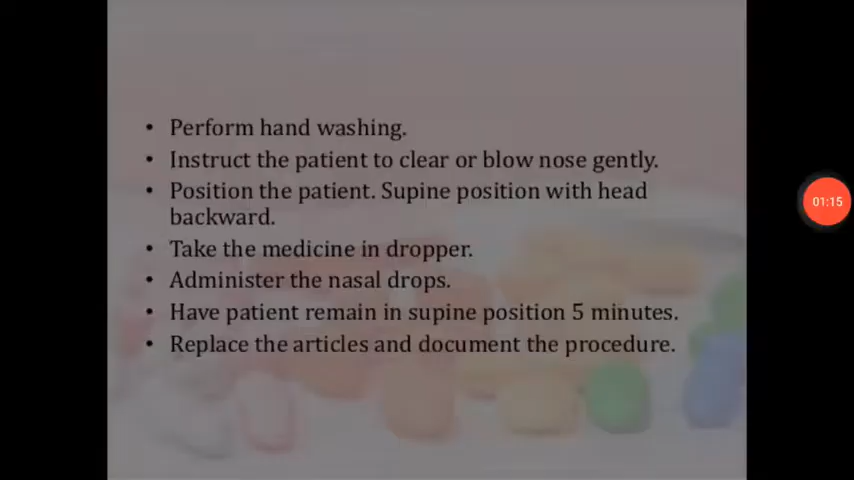 • Perform hand washing.
• Instruct the patient to clear or blow nose gently.
• Position the patient. Supine position with head
backward.
• Take the medicine in dropper.
• Administer the nasal drops.
• Have patient remain in supine position 5 minutes.
• Replace the articles and document the procedure.
01:15